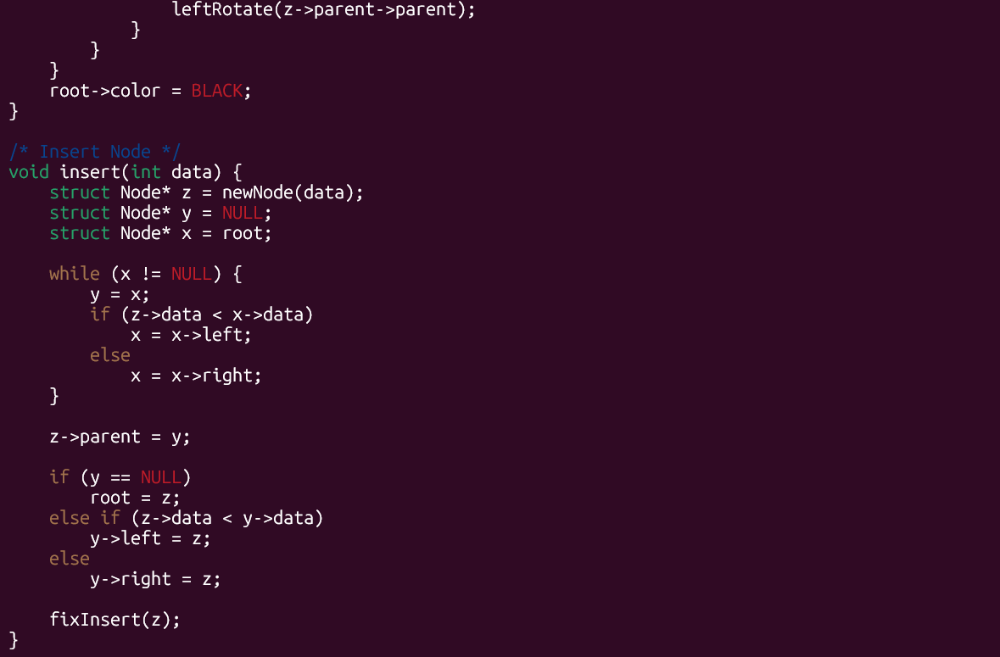 leftRotate(z->parent->parent);
            }
        }
    }
    root->color = BLACK;
}

/* Insert Node */
void insert(int data) {
    struct Node* z = newNode(data);
    struct Node* y = NULL;
    struct Node* x = root;

    while (x != NULL) {
        y = x;
        if (z->data < x->data)
            x = x->left;
        else
            x = x->right;
    }

    z->parent = y;

    if (y == NULL)
        root = z;
    else if (z->data < y->data)
        y->left = z;
    else
        y->right = z;

    fixInsert(z);
}